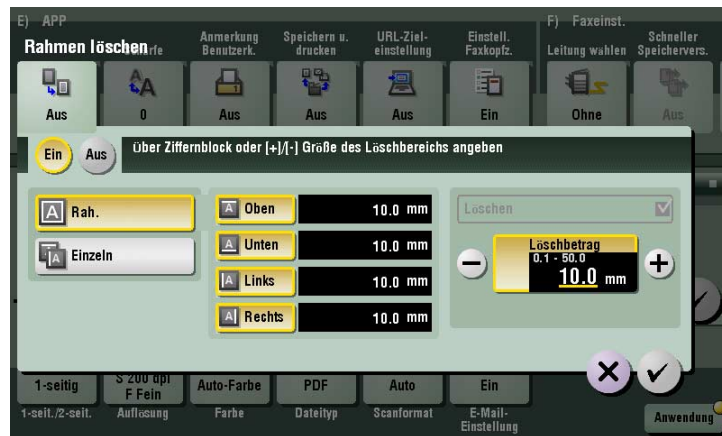 E) APP
F) Faxeinst.
Rahmen löschen
rfe
Anmerkung
Benutzerk.
Speichern u.
drucken
URL-Ziel-
einstellung
Einstell.
Faxkopfz.
Leitung wählen
Schneller
Speichervers.
Aus
0
Aus
Aus
Aus
Ein
Ohne
Aus
Ein
Aus
Über Ziffernblock oder [+]/[-] Größe des Löschbereichs angeben
Rah.
Einzeln
Oben
10.0 mm
Unten
10.0 mm
Links
10.0 mm
Rechts
10.0 mm
Löschen
Löschbetrag
0.1 - 50.0
10.0 mm
1-seitig
S 200 dpi
F Fein
Auto-Farbe
PDF
Auto
Ein
1-seit./2-seit.
Auflösung
Farbe
Dateityp
Scanformat
E-Mail-
Einstellung
Anwendung